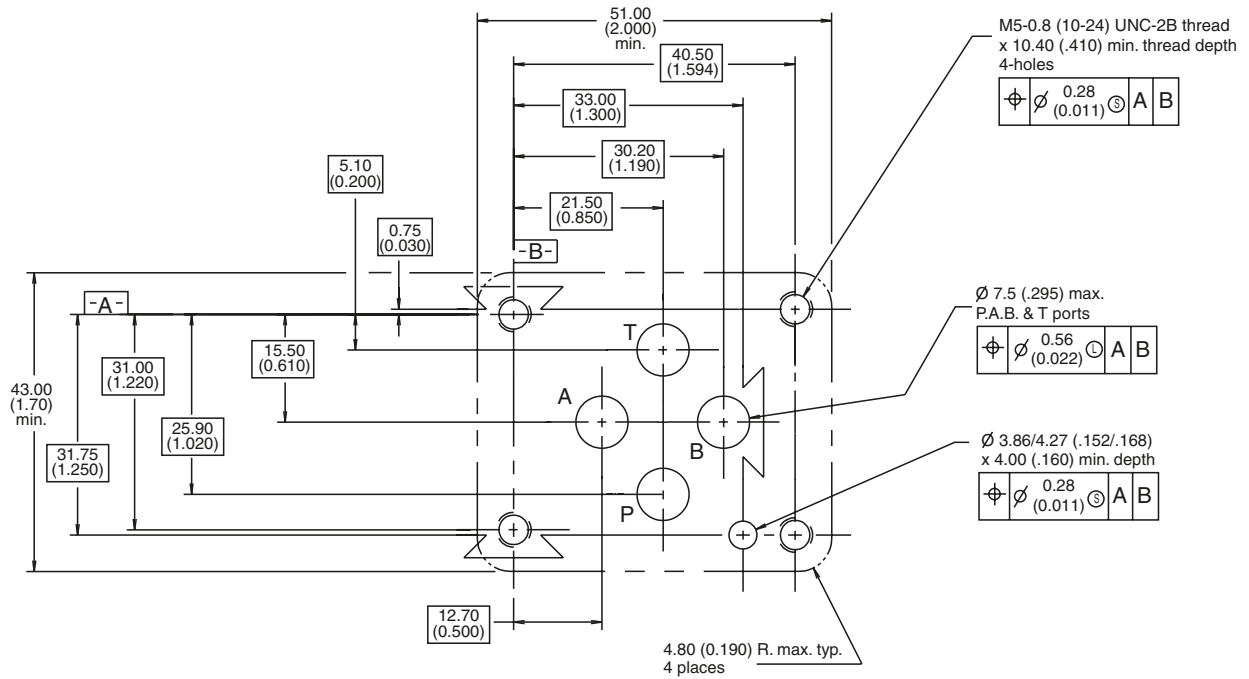 51.00
(2.000)
min.
40.50
(1.594)
33.00
(1.300)
30.20
(1.190)
21.50
(0.850)
5.10
(0.200)
0.75
(0.030)
-B-
-A-
M5-0.8 (10-24) UNC-2B thread
x 10.40 (.410) min. thread depth
4-holes
⌖ Ø 0.28 (0.011) Ⓢ A B
Ø 7.5 (.295) max.
P.A.B. & T ports
⌖ Ø 0.56 (0.022) Ⓛ A B
Ø 3.86/4.27 (.152/.168)
x 4.00 (.160) min. depth
⌖ Ø 0.28 (0.011) Ⓢ A B
T
A
B
P
15.50
(0.610)
31.00
(1.220)
43.00
(1.70)
min.
25.90
(1.020)
31.75
(1.250)
12.70
(0.500)
4.80 (0.190) R. max. typ.
4 places